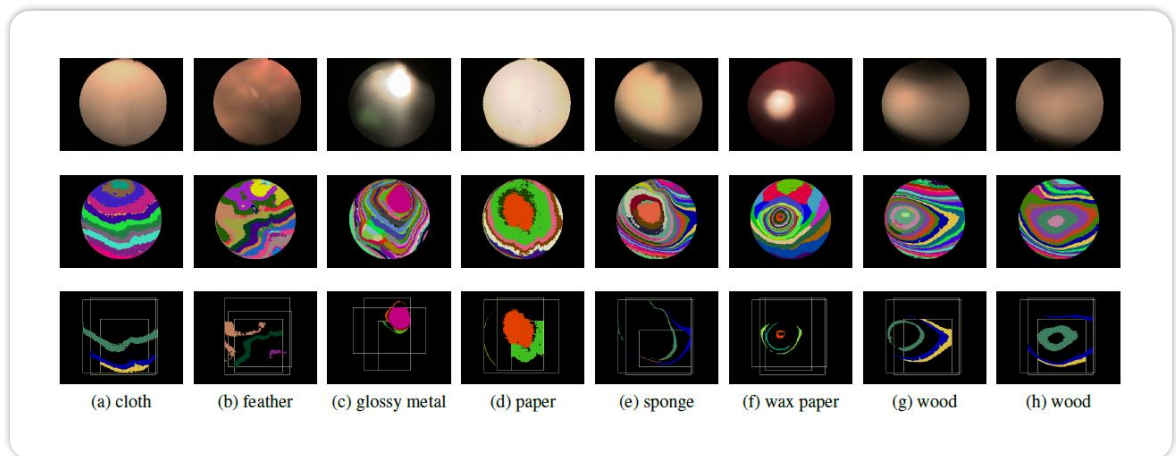 (a) cloth (b) feather (c) glossy metal (d) paper (e) sponge (f) wax paper (g) wood (h) wood